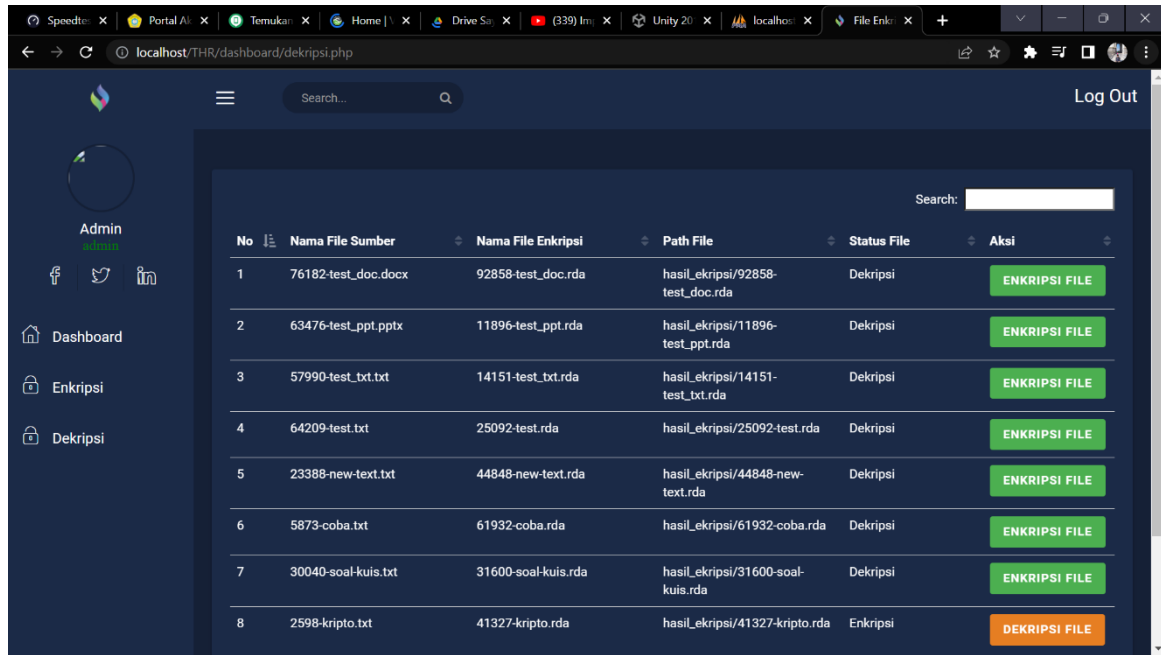 Speedtes
Portal Ak
Temukan
Home | \
Drive Say
(339) Im
Unity 20
localhost
File Enkri
localhost/THR/dashboard/dekripsi.php
Search...
Log Out
Admin
admin
Dashboard
Enkripsi
Dekripsi
Search:
No Nama File Sumber Nama File Enkripsi Path File Status File Aksi
1 76182-test_doc.docx 92858-test_doc.rda hasil_ekripsi/92858- Dekripsi ENKRIPSI FILE
test_doc.rda
2 63476-test_ppt.pptx 11896-test_ppt.rda hasil_ekripsi/11896- Dekripsi ENKRIPSI FILE
test_ppt.rda
3 57990-test_txt.txt 14151-test_txt.rda hasil_ekripsi/14151- Dekripsi ENKRIPSI FILE
test_txt.rda
4 64209-test.txt 25092-test.rda hasil_ekripsi/25092-test.rda Dekripsi ENKRIPSI FILE
5 23388-new-text.txt 44848-new-text.rda hasil_ekripsi/44848-new- Dekripsi ENKRIPSI FILE
text.rda
6 5873-coba.txt 61932-coba.rda hasil_ekripsi/61932-coba.rda Dekripsi ENKRIPSI FILE
7 30040-soal-kuis.txt 31600-soal-kuis.rda hasil_ekripsi/31600-soal- Dekripsi ENKRIPSI FILE
kuis.rda
8 2598-kripto.txt 41327-kripto.rda hasil_ekripsi/41327-kripto.rda Enkripsi DEKRIPSI FILE